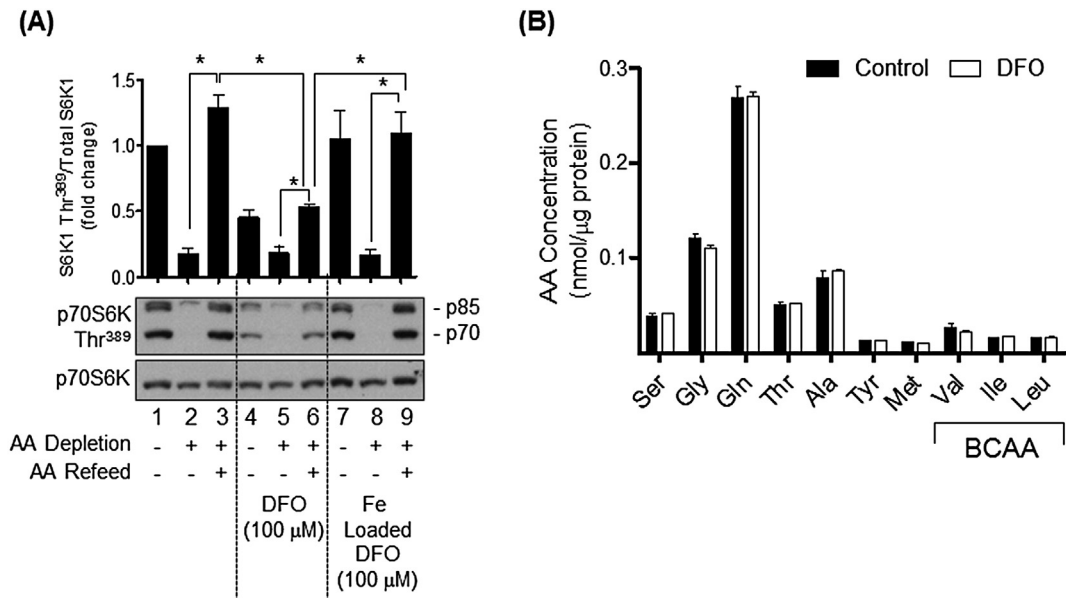 (A)
S6K1 Thr389/Total S6K1
(fold change)
1.5
1.0
0.5
0.0
* * *
*
*
p70S6K
Thr389
- p85
- p70
p70S6K
1 2 3 4 5 6 7 8 9
AA Depletion - + + - + + - + +
AA Refeed - - + - - + - - +
DFO
(100 µM)
Fe
Loaded
DFO
(100 µM)
(B)
Control DFO
AA Concentration
(nmol/µg protein)
0.3
0.2
0.1
Ser Gly Gln Thr Ala Tyr Met Val Ile Leu
BCAA